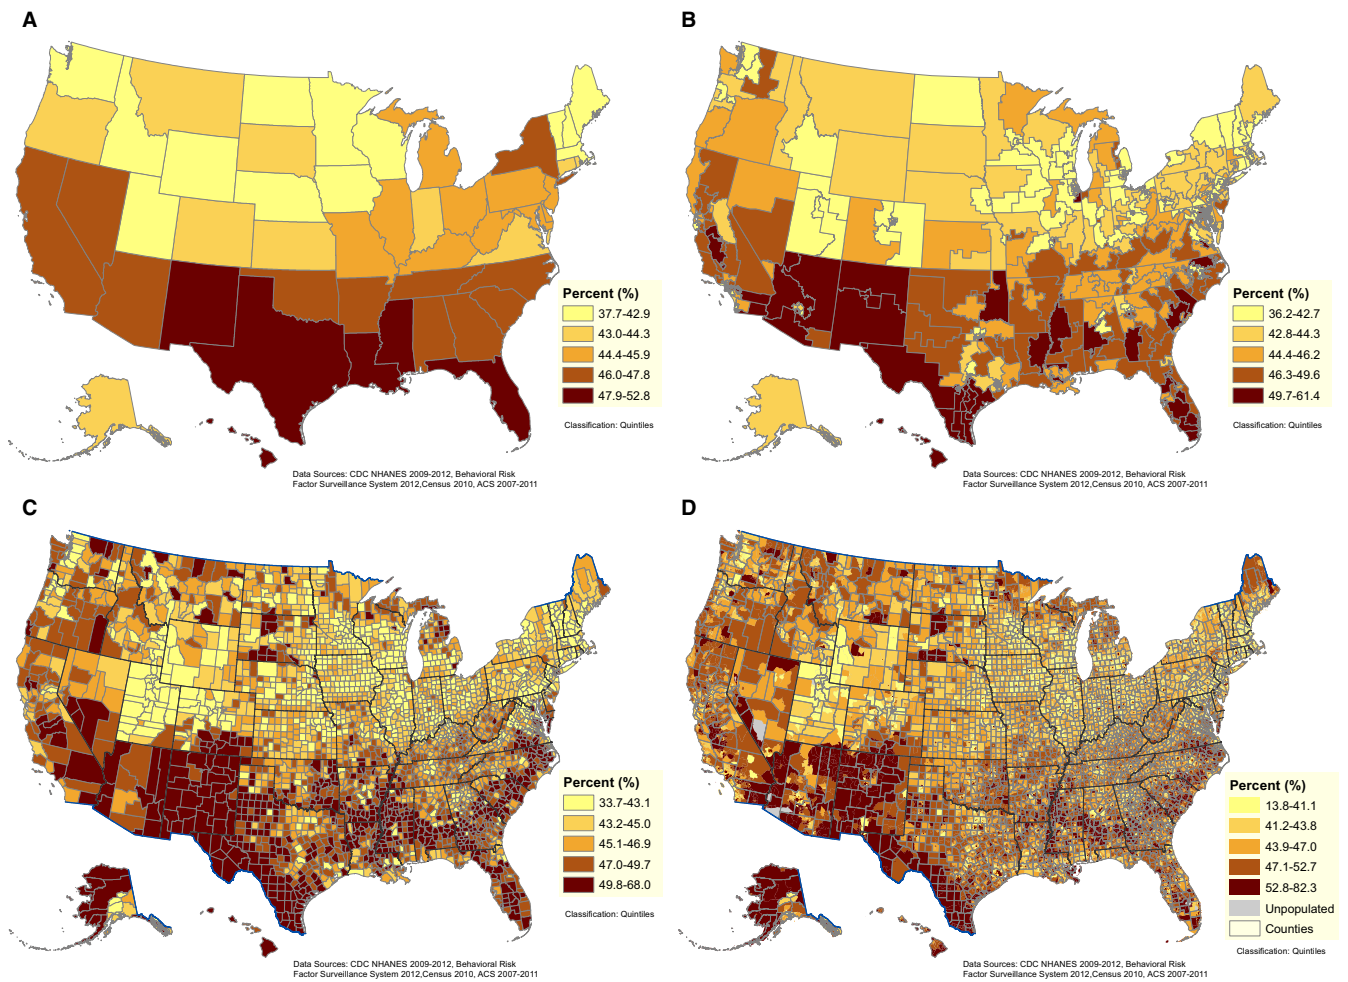 A
Percent (%)
37.7-42.9
43.0-44.3
44.4-45.9
46.0-47.8
47.9-52.8
Classification: Quintiles
Data Sources: CDC NHANES 2009-2012, Behavioral Risk
Factor Surveillance System 2012,Census 2010, ACS 2007-2011
B
Percent (%)
36.2-42.7
42.8-44.3
44.4-46.2
46.3-49.6
49.7-61.4
Classification: Quintiles
Data Sources: CDC NHANES 2009-2012, Behavioral Risk
Factor Surveillance System 2012,Census 2010, ACS 2007-2011
C
Percent (%)
33.7-43.1
43.2-45.0
45.1-46.9
47.0-49.7
49.8-68.0
Classification: Quintiles
Data Sources: CDC NHANES 2009-2012, Behavioral Risk
Factor Surveillance System 2012,Census 2010, ACS 2007-2011
D
Percent (%)
13.8-41.1
41.2-43.8
43.9-47.0
47.1-52.7
52.8-82.3
Unpopulated
Counties
Classification: Quintiles
Data Sources: CDC NHANES 2009-2012, Behavioral Risk
Factor Surveillance System 2012,Census 2010, ACS 2007-2011